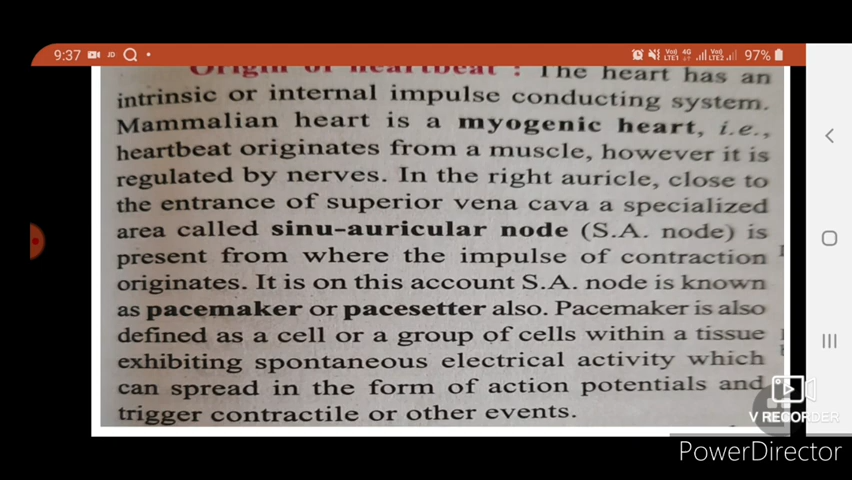 9:37 JD 97%
Origin of heartbeat : The heart has an
intrinsic or internal impulse conducting system.
Mammalian heart is a myogenic heart, i.e.,
heartbeat originates from a muscle, however it is
regulated by nerves. In the right auricle, close to
the entrance of superior vena cava a specialized
area called sinu-auricular node (S.A. node) is
present from where the impulse of contraction
originates. It is on this account S.A. node is known
as pacemaker or pacesetter also. Pacemaker is also
defined as a cell or a group of cells within a tissue
exhibiting spontaneous electrical activity which
can spread in the form of action potentials and
trigger contractile or other events.
V RECORDER
PowerDirector